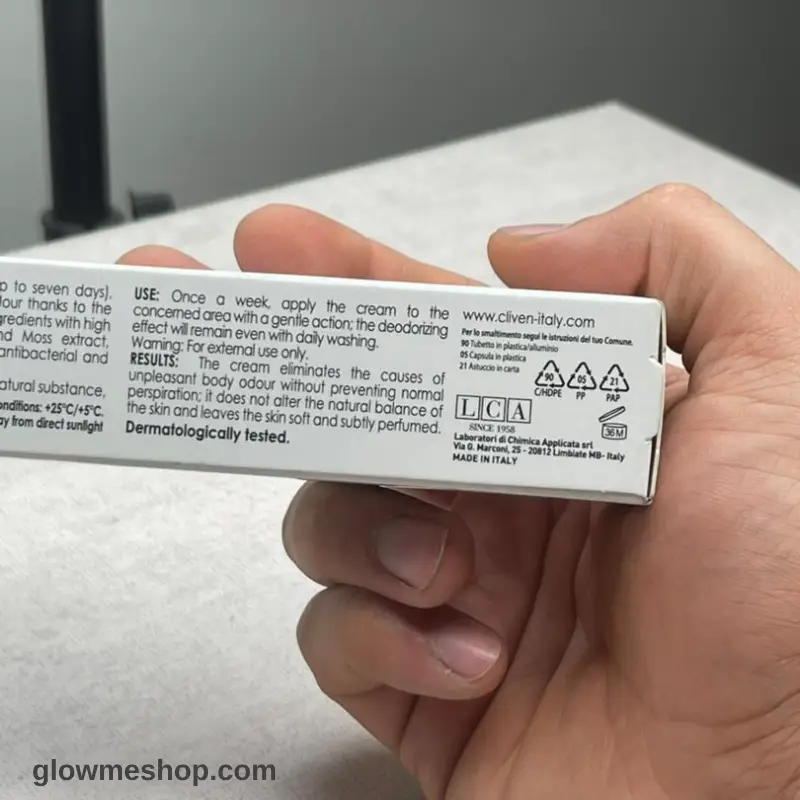 p to seven days).
lour thanks to the
gredients with high
nd Moss extract,
antibacterial and
atural substance,
onditions: +25°C/+5°C.
ay from direct sunlight
USE: Once a week, apply the cream to the
concerned area with a gentle action; the deodorizing
effect will remain even with daily washing.
Warning: For external use only.
RESULTS: The cream eliminates the causes of
unpleasant body odour without preventing normal
perspiration; it does not alter the natural balance of
the skin and leaves the skin soft and subtly perfumed.
Dermatologically tested.
www.cliven-italy.com
Per lo smaltimento segui le istruzioni del tuo Comune.
90 Tubetto in plastica/alluminio
05 Capsula in plastica
21 Astuccio in carta
90 05 21
C/HDPE PP PAP
LCA
SINCE 1958
36 M
Laboratori di Chimica Applicata srl
Via G. Marconi, 25 - 20812 Limbiate MB- Italy
MADE IN ITALY
glowmeshop.com